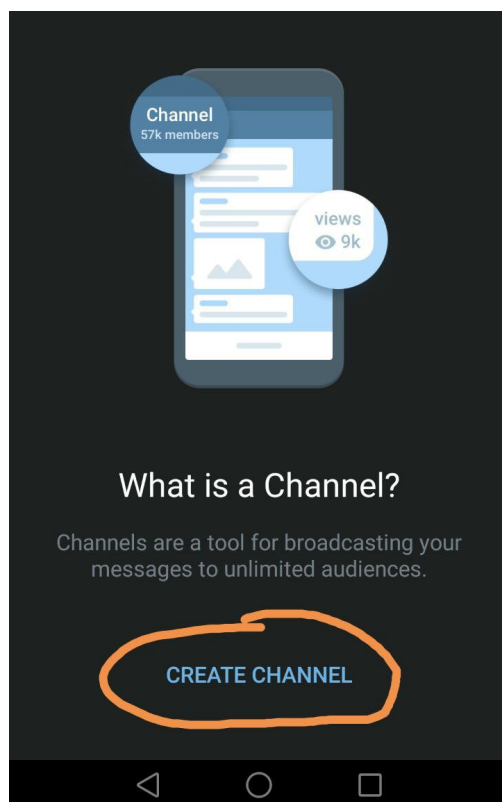 Channel
57k members
views
9k
What is a Channel?
Channels are a tool for broadcasting your
messages to unlimited audiences.
CREATE CHANNEL